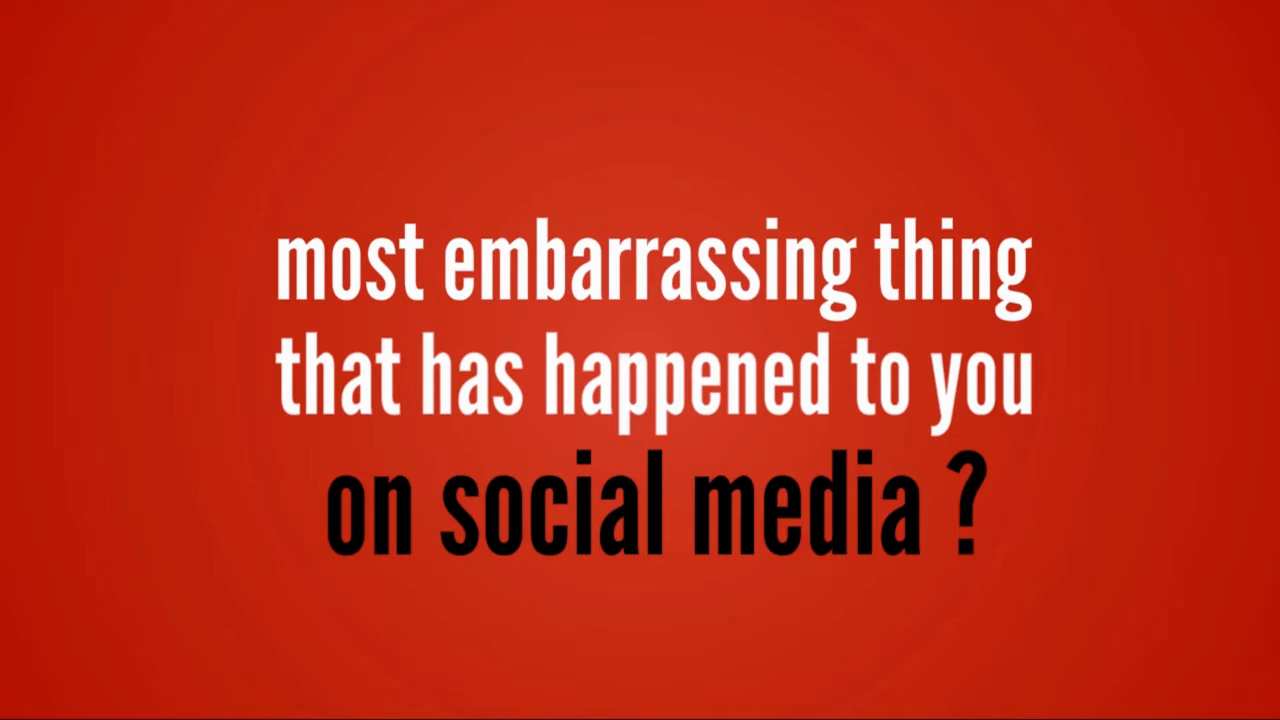 most embarrassing thing
that has happened to you
on social media ?